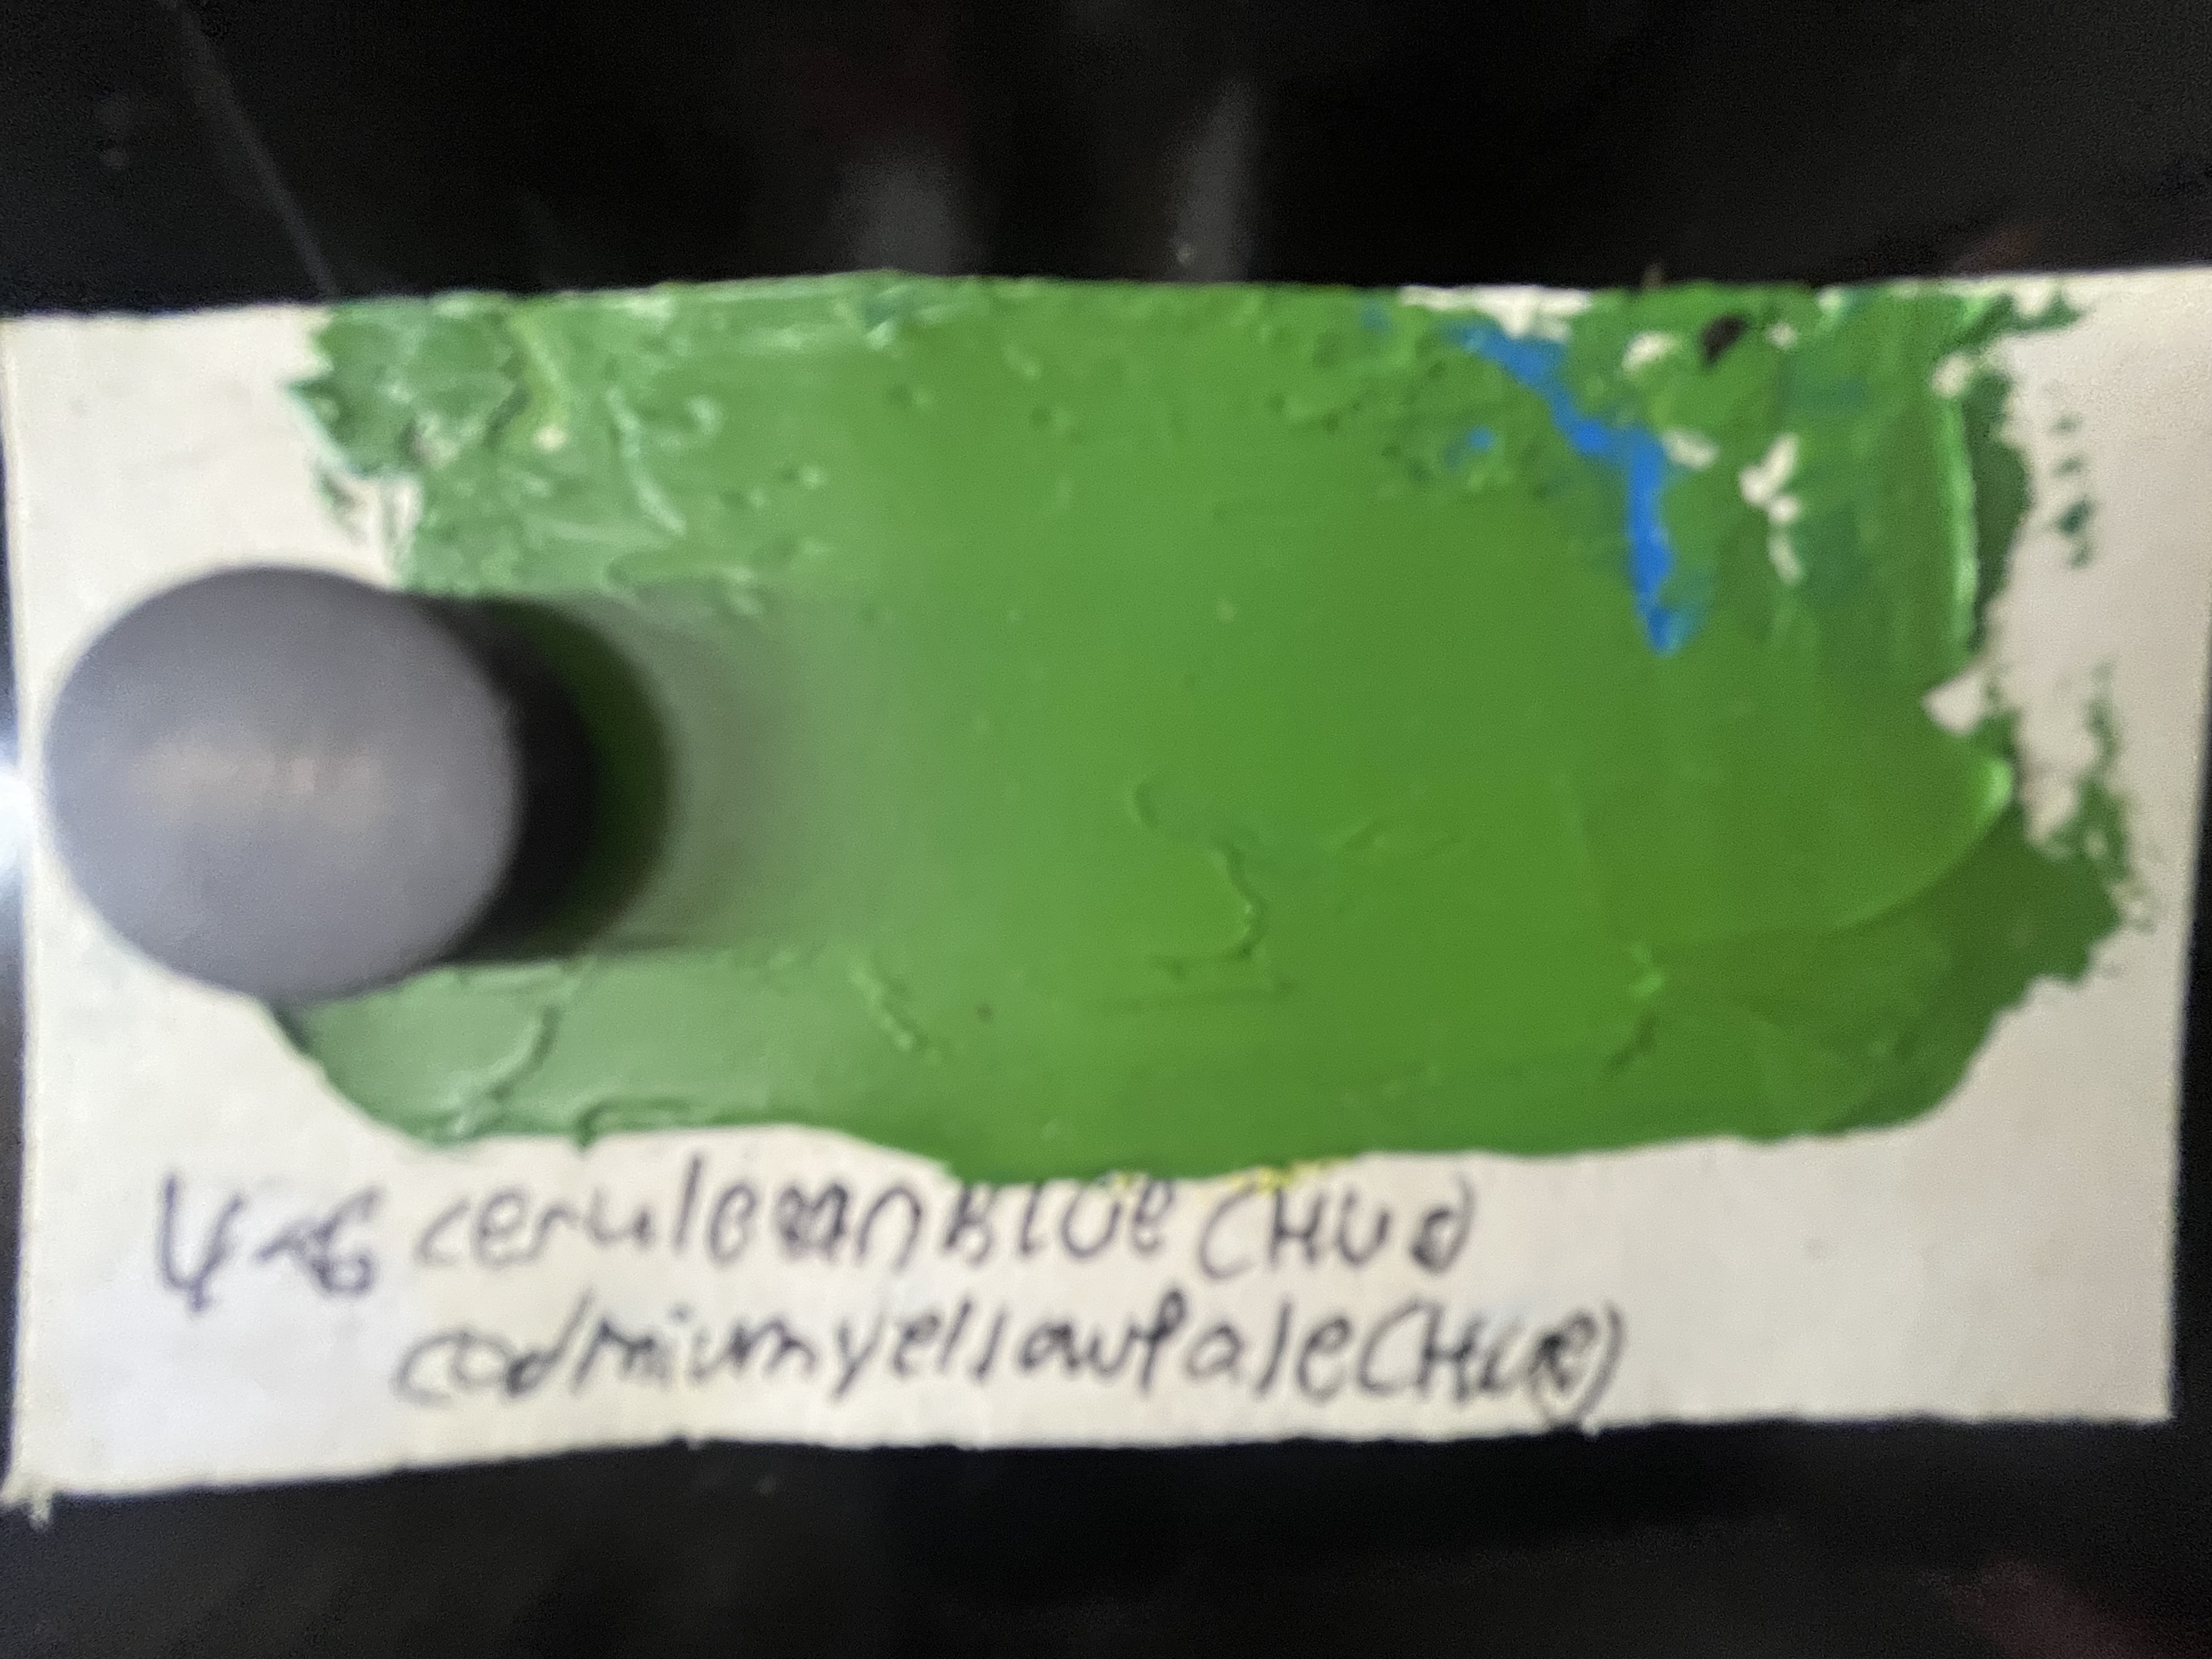 cerulean Blue (Hue)
cadmium yellow Pale (Hue)